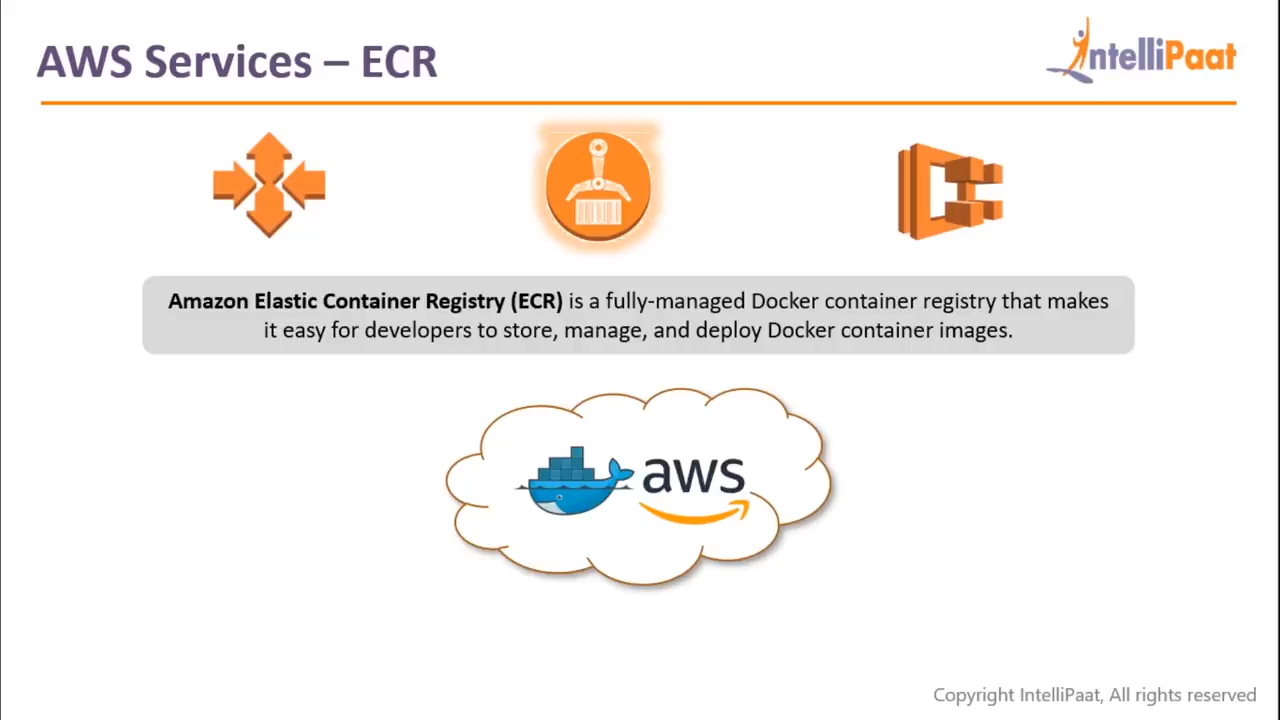 AWS Services – ECR
IntelliPaat
Amazon Elastic Container Registry (ECR) is a fully-managed Docker container registry that makes
it easy for developers to store, manage, and deploy Docker container images.
aws
Copyright IntelliPaat, All rights reserved